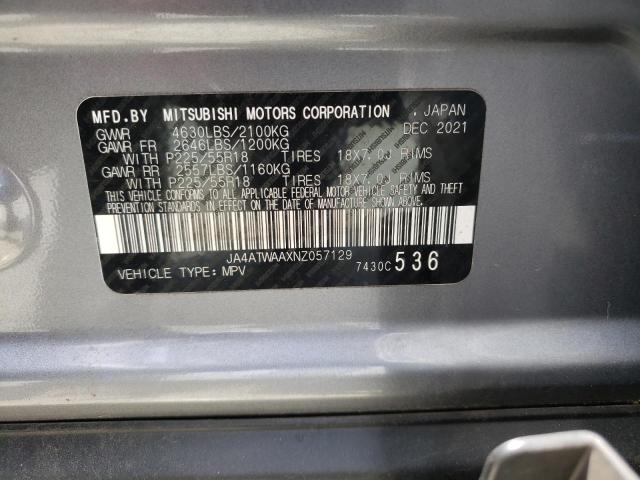 MFD.BY MITSUBISHI MOTORS CORPORATION . JAPAN
GVWR 4630LBS/2100KG DEC 2021
GAWR FR 2646LBS/1200KG
WITH P225/55R18 TIRES 18X7.0J RIMS
GAWR RR 2557LBS/1160KG
WITH P225/55R18 TIRES 18X7.0J RIMS
THIS VEHICLE CONFORMS TO ALL APPLICABLE FEDERAL MOTOR VEHICLE SAFETY AND THEFT
PREVENTION STANDARDS IN EFFECT ON THE DATE OF MANUFACTURE SHOWN ABOVE.
JA4ATWAAXNZ057129
VEHICLE TYPE: MPV 7430C 536